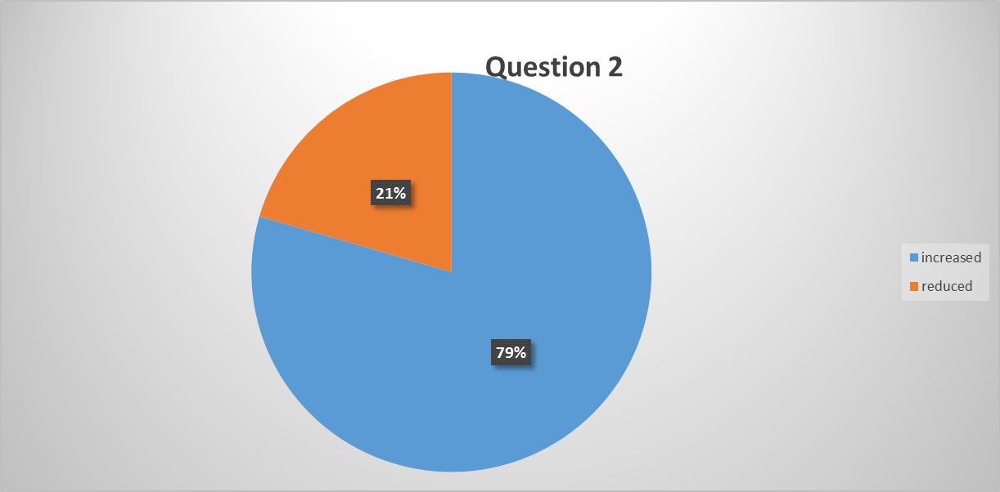 Question 2
21%
79%
increased
reduced